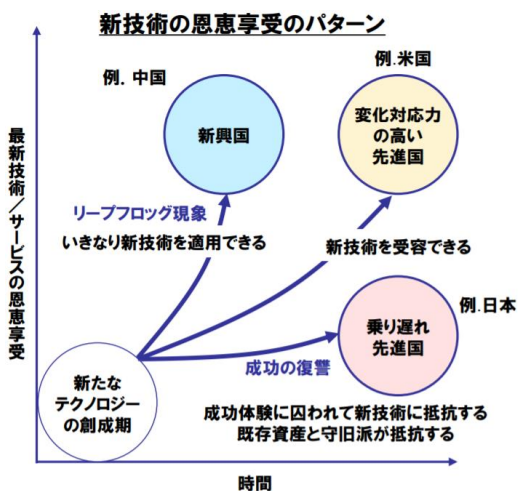 新技術の恩恵享受のパターン
例. 中国
例.米国
新興国
変化対応力
の高い
先進国
最新技術／サービスの恩恵享受
リープフロッグ現象
いきなり新技術を適用できる
新技術を受容できる
例.日本
乗り遅れ
先進国
成功の復讐
新たな
テクノロジー
の創成期
成功体験に囚われて新技術に抵抗する
既存資産と守旧派が抵抗する
時間